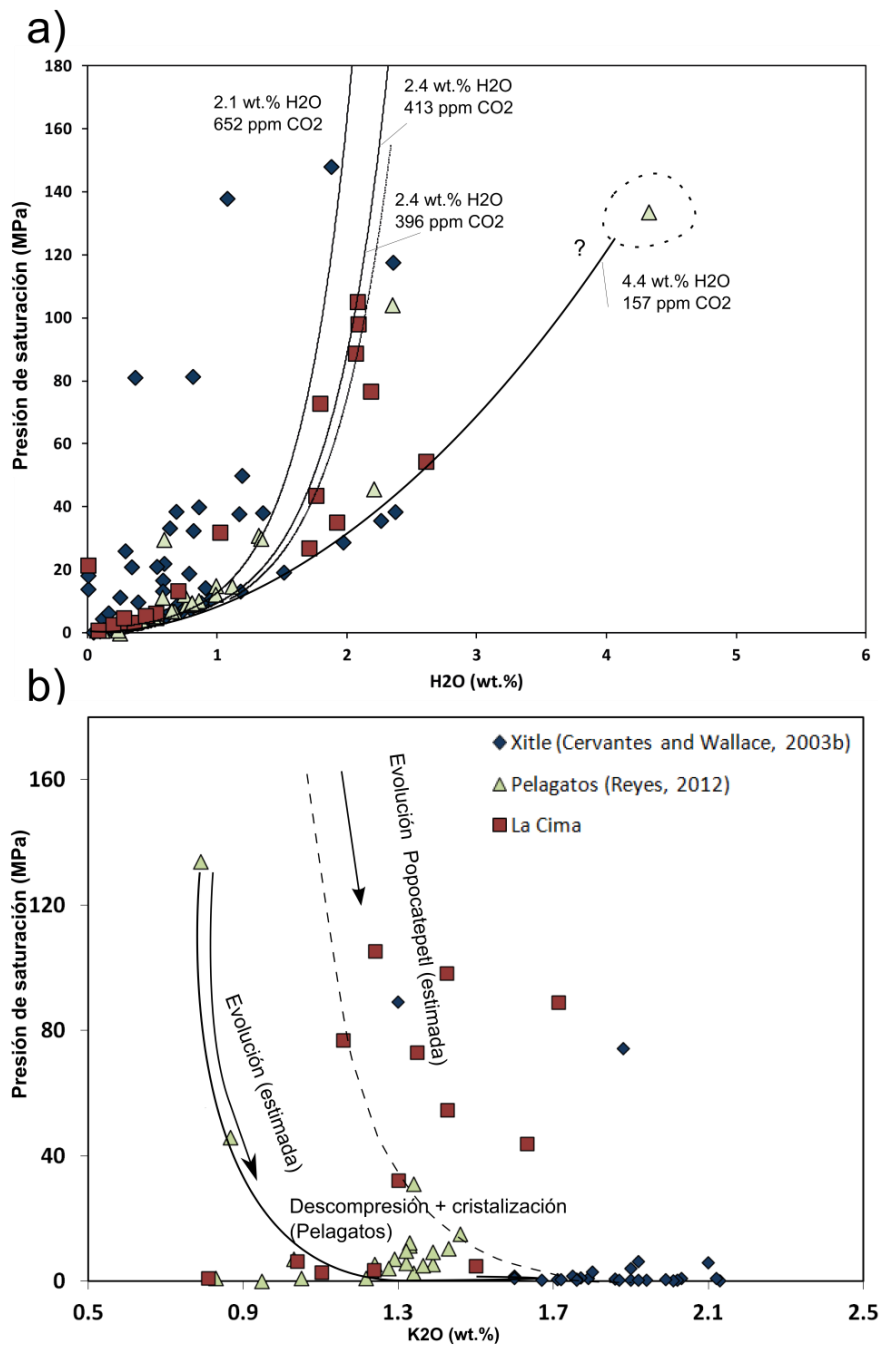 a)
Presión de saturación (MPa)
180
160
140
120
100
80
60
40
20
0
2.1 wt.% H2O
652 ppm CO2
2.4 wt.% H2O
413 ppm CO2
2.4 wt.% H2O
396 ppm CO2
?
4.4 wt.% H2O
157 ppm CO2
0
1
2
3
4
5
6
H2O (wt.%)
b)
Presión de saturación (MPa)
160
120
80
40
0
Xitle (Cervantes and Wallace, 2003b)
Pelagatos (Reyes, 2012)
La Cima
Evolución Popocatepetl (estimada)
Evolución (estimada)
Descompresión + cristalización
(Pelagatos)
0.5
0.9
1.3
1.7
2.1
2.5
K2O (wt.%)